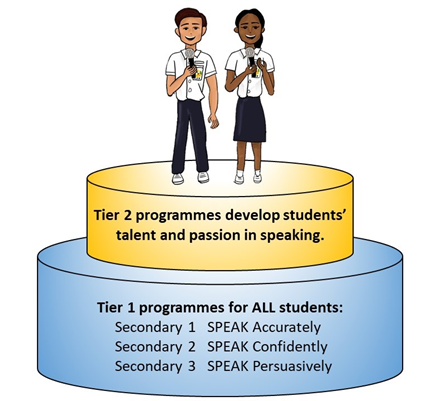 Tier 2 programmes develop students'
talent and passion in speaking.
Tier 1 programmes for ALL students:
Secondary 1 SPEAK Accurately
Secondary 2 SPEAK Confidently
Secondary 3 SPEAK Persuasively